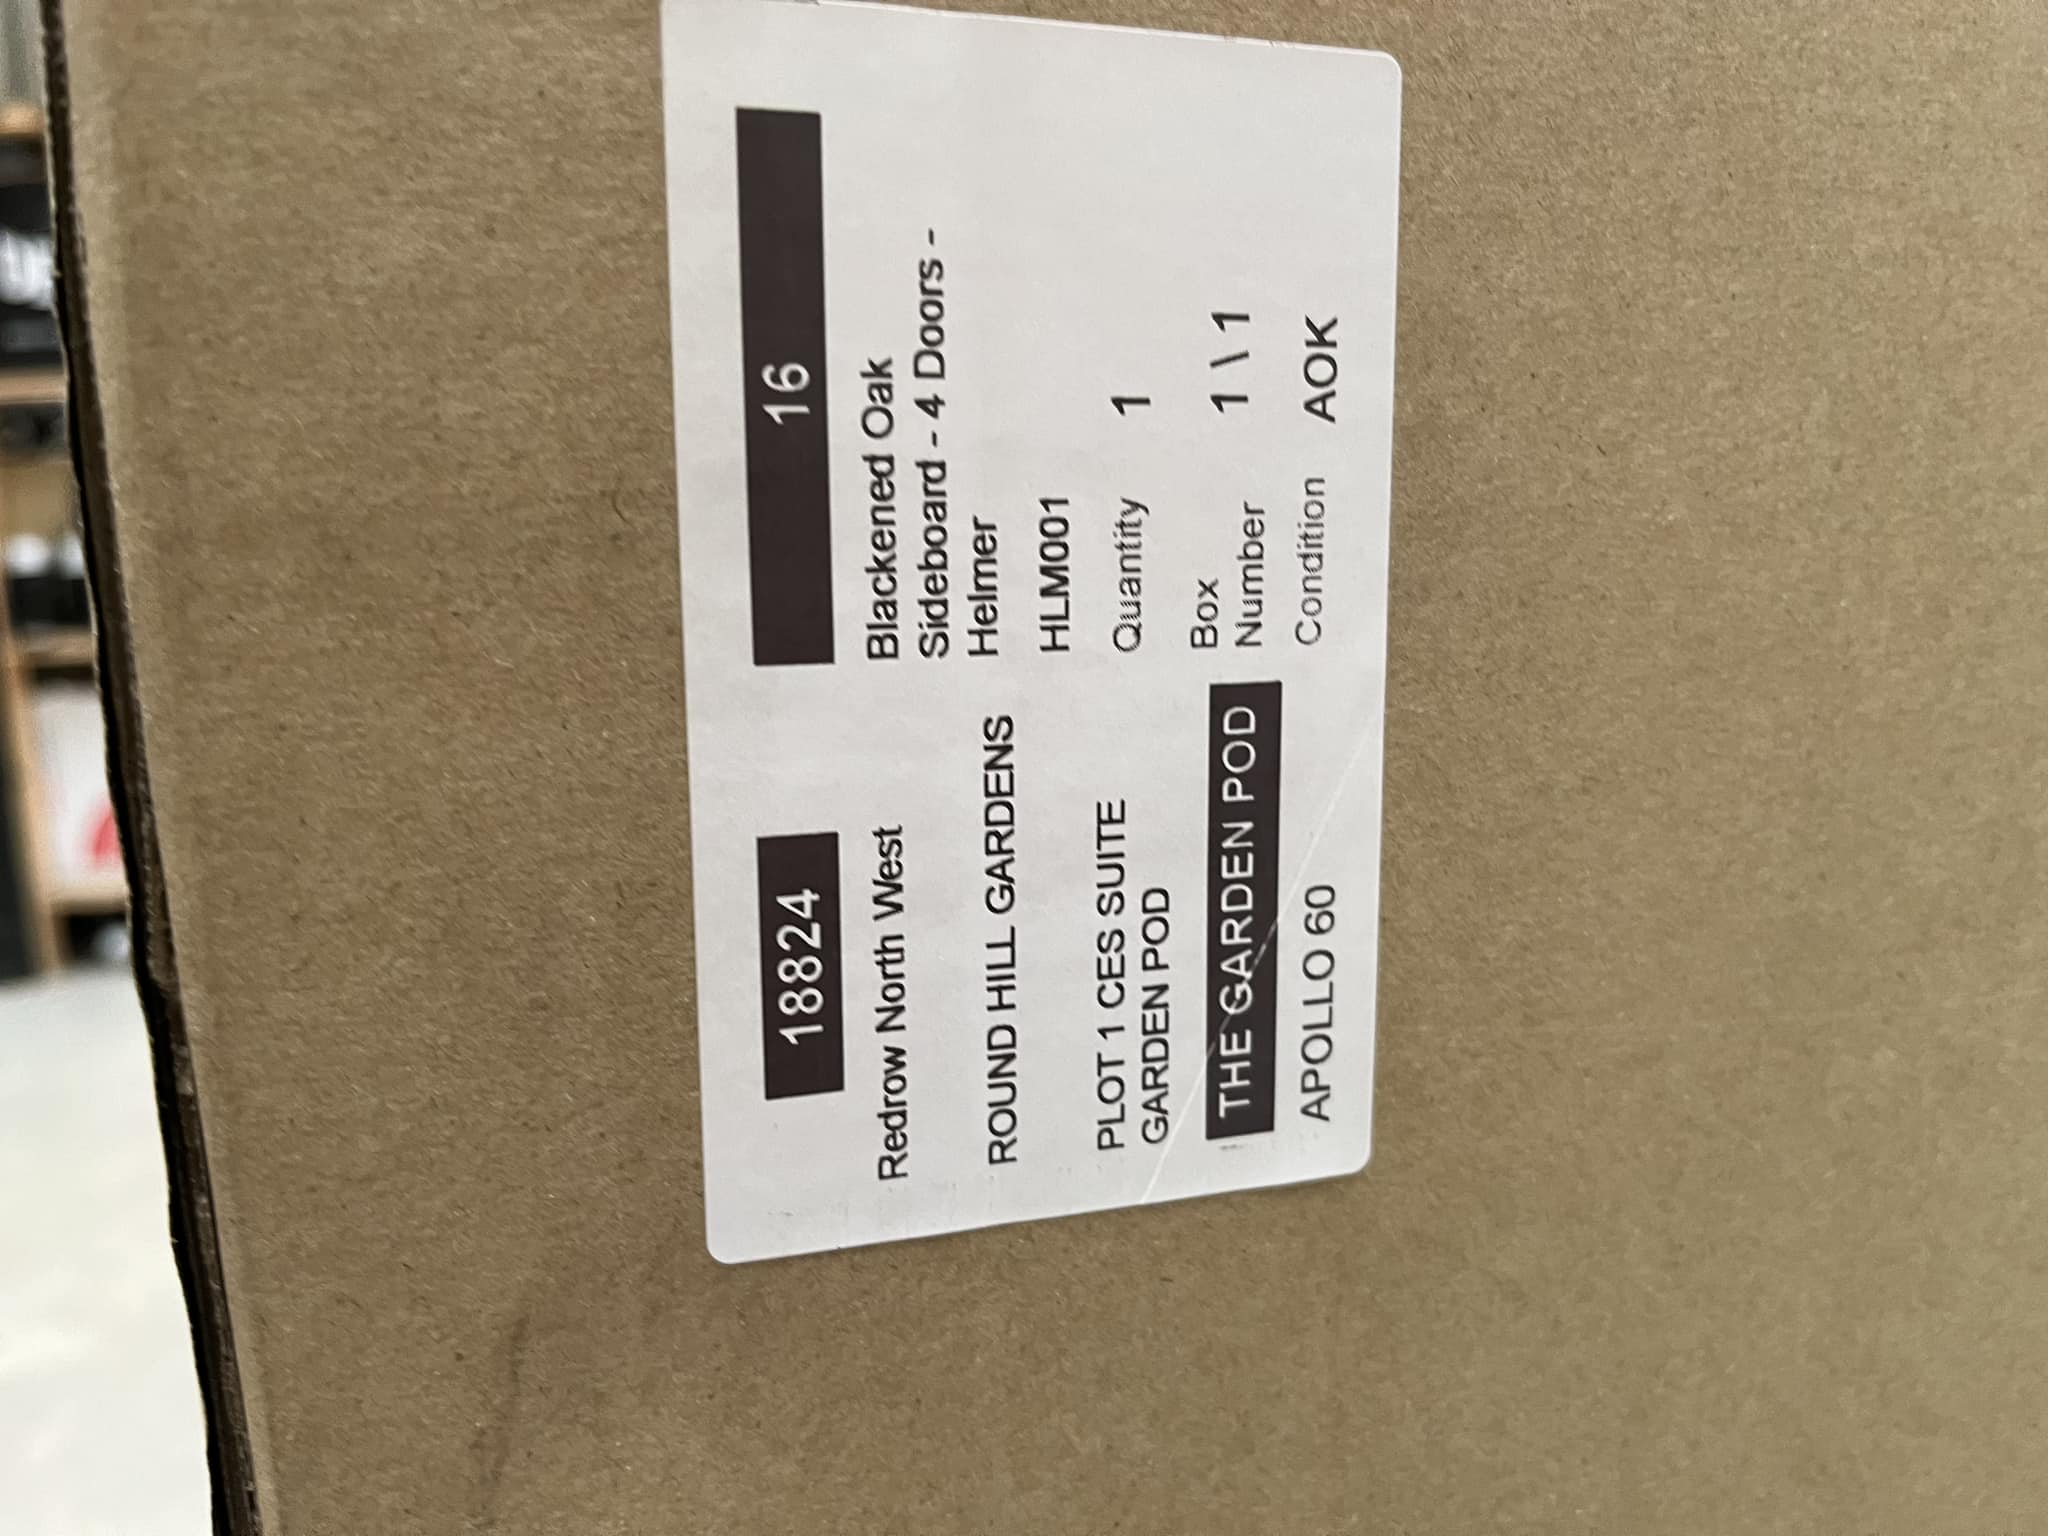 18824
Redrow North West
ROUND HILL GARDENS
PLOT 1 CES SUITE
GARDEN POD
THE GARDEN POD
APOLLO 60
16
Blackened Oak
Sideboard - 4 Doors -
Helmer
HLM001
Quantity 1
Box
Number 1 \ 1
Condition AOK